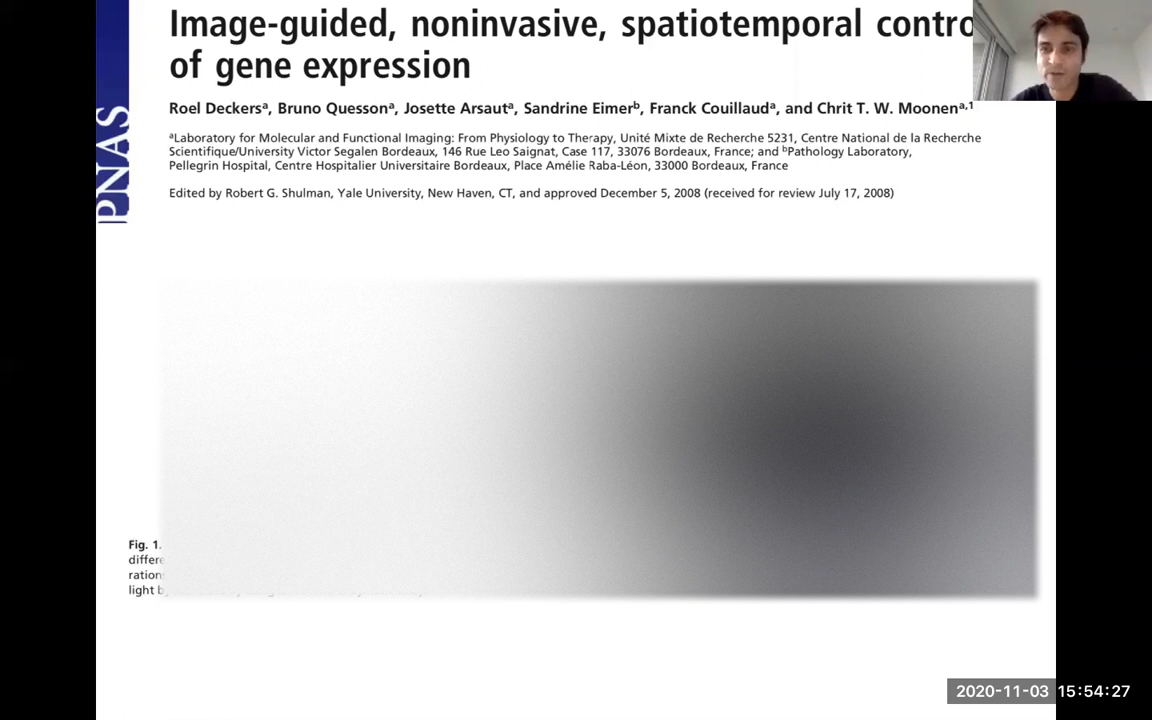 Image-guided, noninvasive, spatiotemporal contro
of gene expression
Roel Deckersᵃ, Bruno Quessonᵃ, Josette Arsautᵃ, Sandrine Eimerᵇ, Franck Couillaudᵃ, and Chrit T. W. Moonenᵃ,¹
ᵃLaboratory for Molecular and Functional Imaging: From Physiology to Therapy, Unité Mixte de Recherche 5231, Centre National de la Recherche
Scientifique/University Victor Segalen Bordeaux, 146 Rue Leo Saignat, Case 117, 33076 Bordeaux, France; and ᵇPathology Laboratory,
Pellegrin Hospital, Centre Hospitalier Universitaire Bordeaux, Place Amélie Raba-Léon, 33000 Bordeaux, France
Edited by Robert G. Shulman, Yale University, New Haven, CT, and approved December 5, 2008 (received for review July 17, 2008)
PNAS
Fig. 1.
differe
ration
light b
2020-11-03 15:54:27